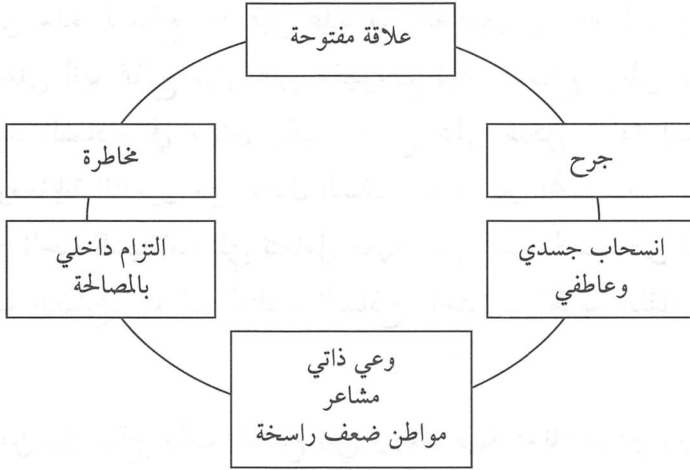 علاقة مفتوحة
جرح
انسحاب جسدي
وعاطفي
وعي ذاتي
مشاعر
مواطن ضعف راسخة
التزام داخلي
بالمصالحة
مخاطرة